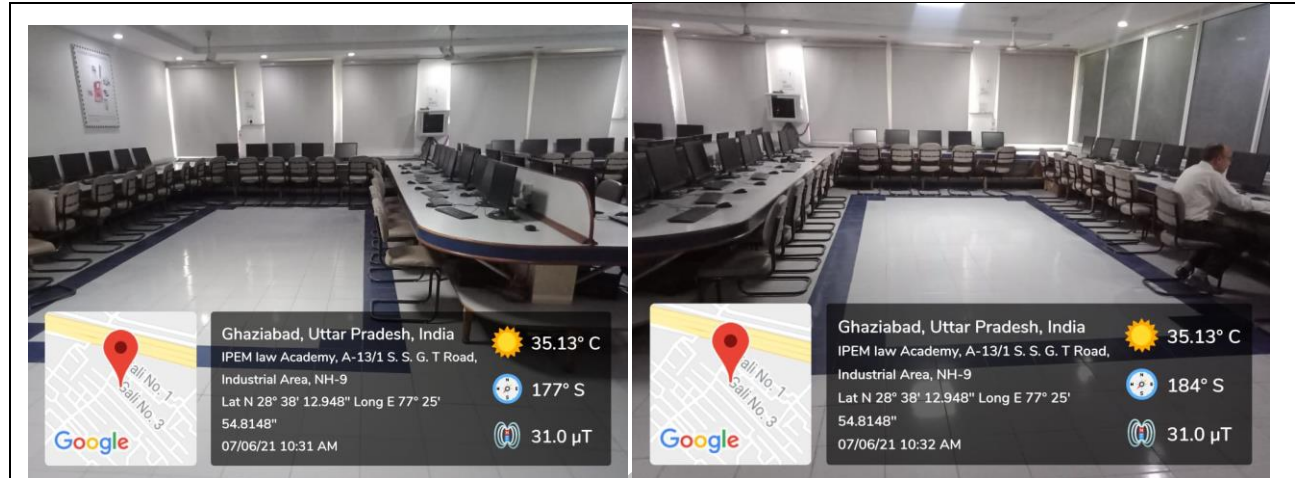 Ghaziabad, Uttar Pradesh, India
IPEM law Academy, A-13/1 S. S. G. T Road,
Industrial Area, NH-9
Lat N 28° 38' 12.948" Long E 77° 25'
54.8148"
07/06/21 10:31 AM
35.13° C
177° S
31.0 μT
ali No. 1
Gali No. 3
Google
Ghaziabad, Uttar Pradesh, India
IPEM law Academy, A-13/1 S. S. G. T Road,
Industrial Area, NH-9
Lat N 28° 38' 12.948" Long E 77° 25'
54.8148"
07/06/21 10:32 AM
35.13° C
184° S
31.0 μT
ali No. 1
Gali No. 3
Google